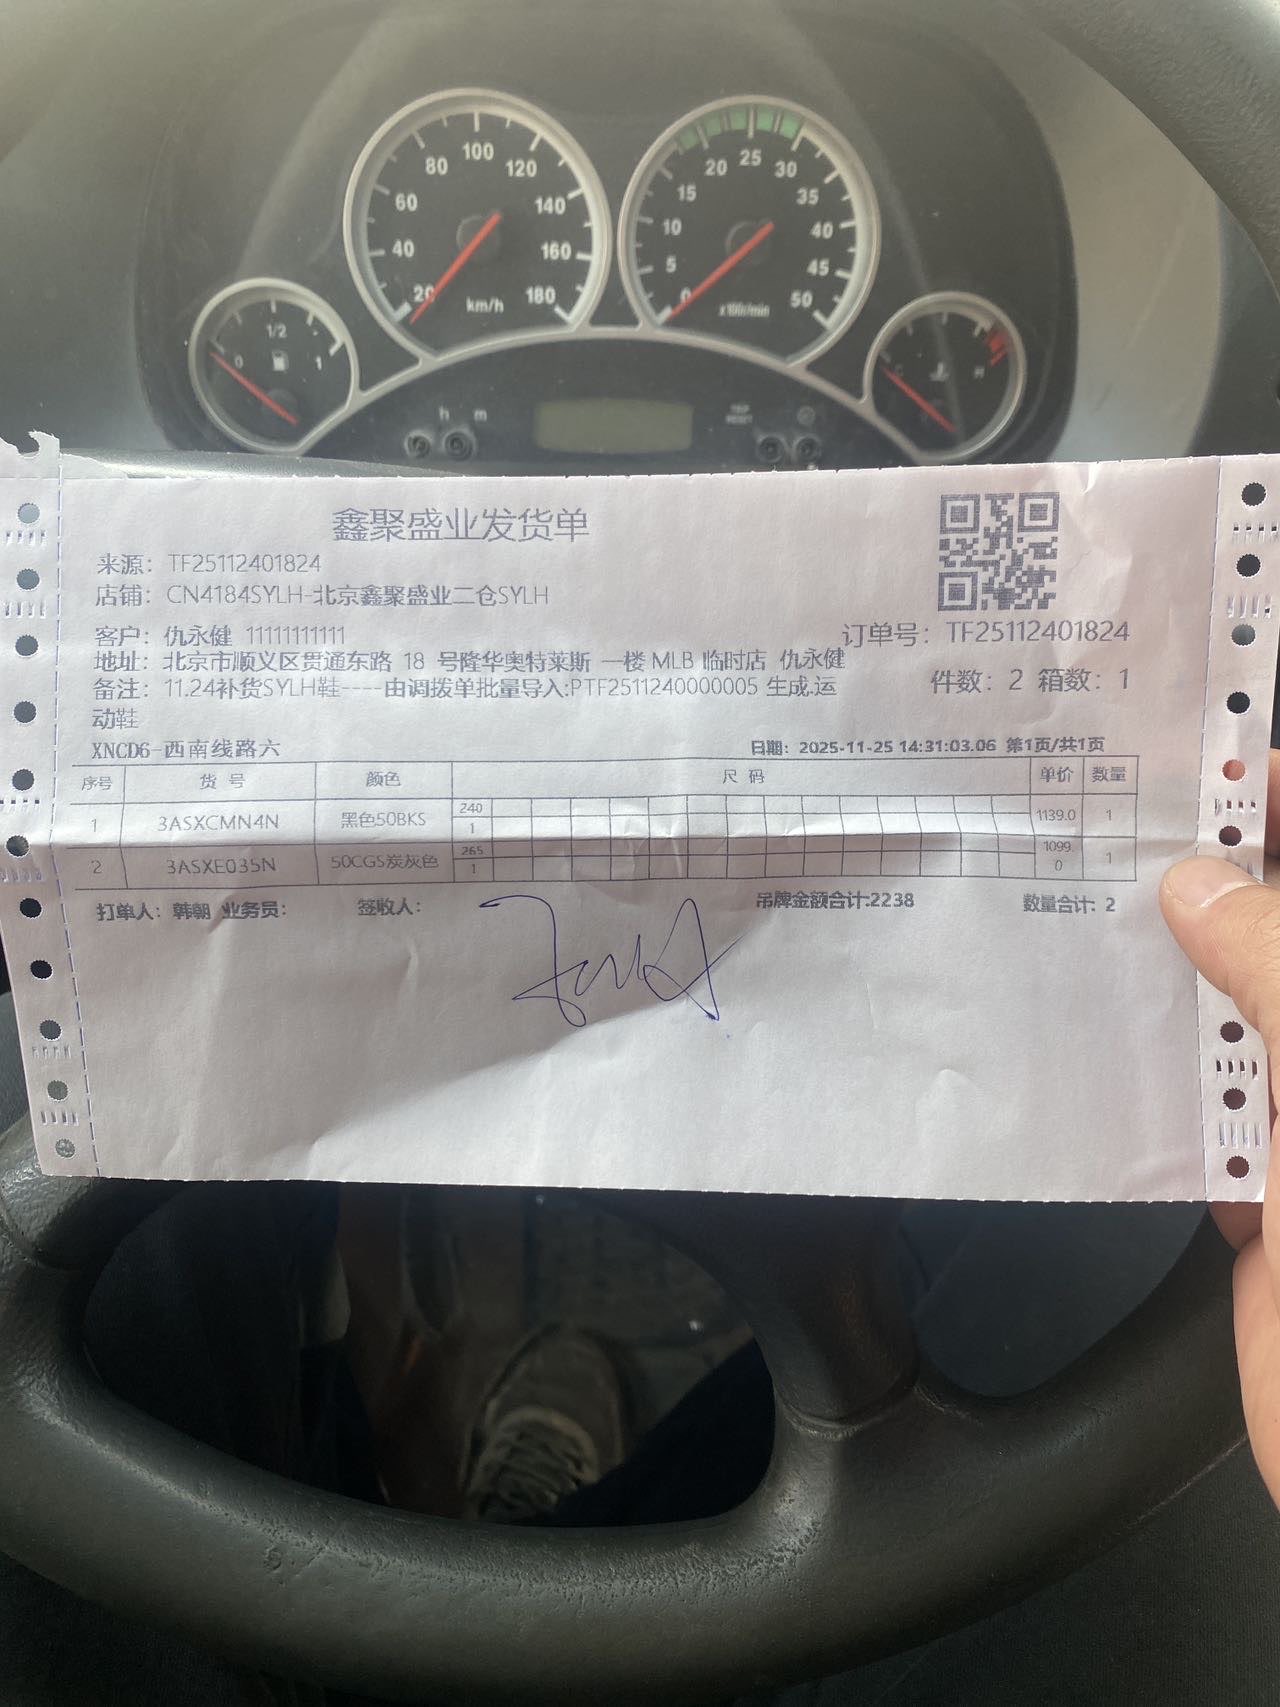 80 100 120
60 140
40 160
20 km/h 180
20 25 30
15 35
10 40
5 45
0 x100r/min 50
1/2
0 1
C H
h m
鑫聚盛业发货单
来源: TF25112401824
店铺: CN4184SYLH-北京鑫聚盛业二仓SYLH
客户: 仇永健 11111111111
订单号: TF25112401824
地址: 北京市顺义区贯通东路 18 号隆华奥特莱斯 一楼 MLB 临时店 仇永健
备注: 11.24补货SYLH鞋----由调拨单批量导入:PTF2511240000005 生成.运
动鞋
件数: 2 箱数: 1
XNCD6-西南线路六
日期: 2025-11-25 14:31:03.06 第1页/共1页
序号 货 号 颜色 尺 码 单价 数量
1 3ASXCMN4N 黑色50BKS 240 1 1139.0 1
2 3ASXE035N 50CGS炭灰色 265 1 1099.0 1
打单人: 韩朝 业务员: 签收人: 吊牌金额合计:2238 数量合计: 2